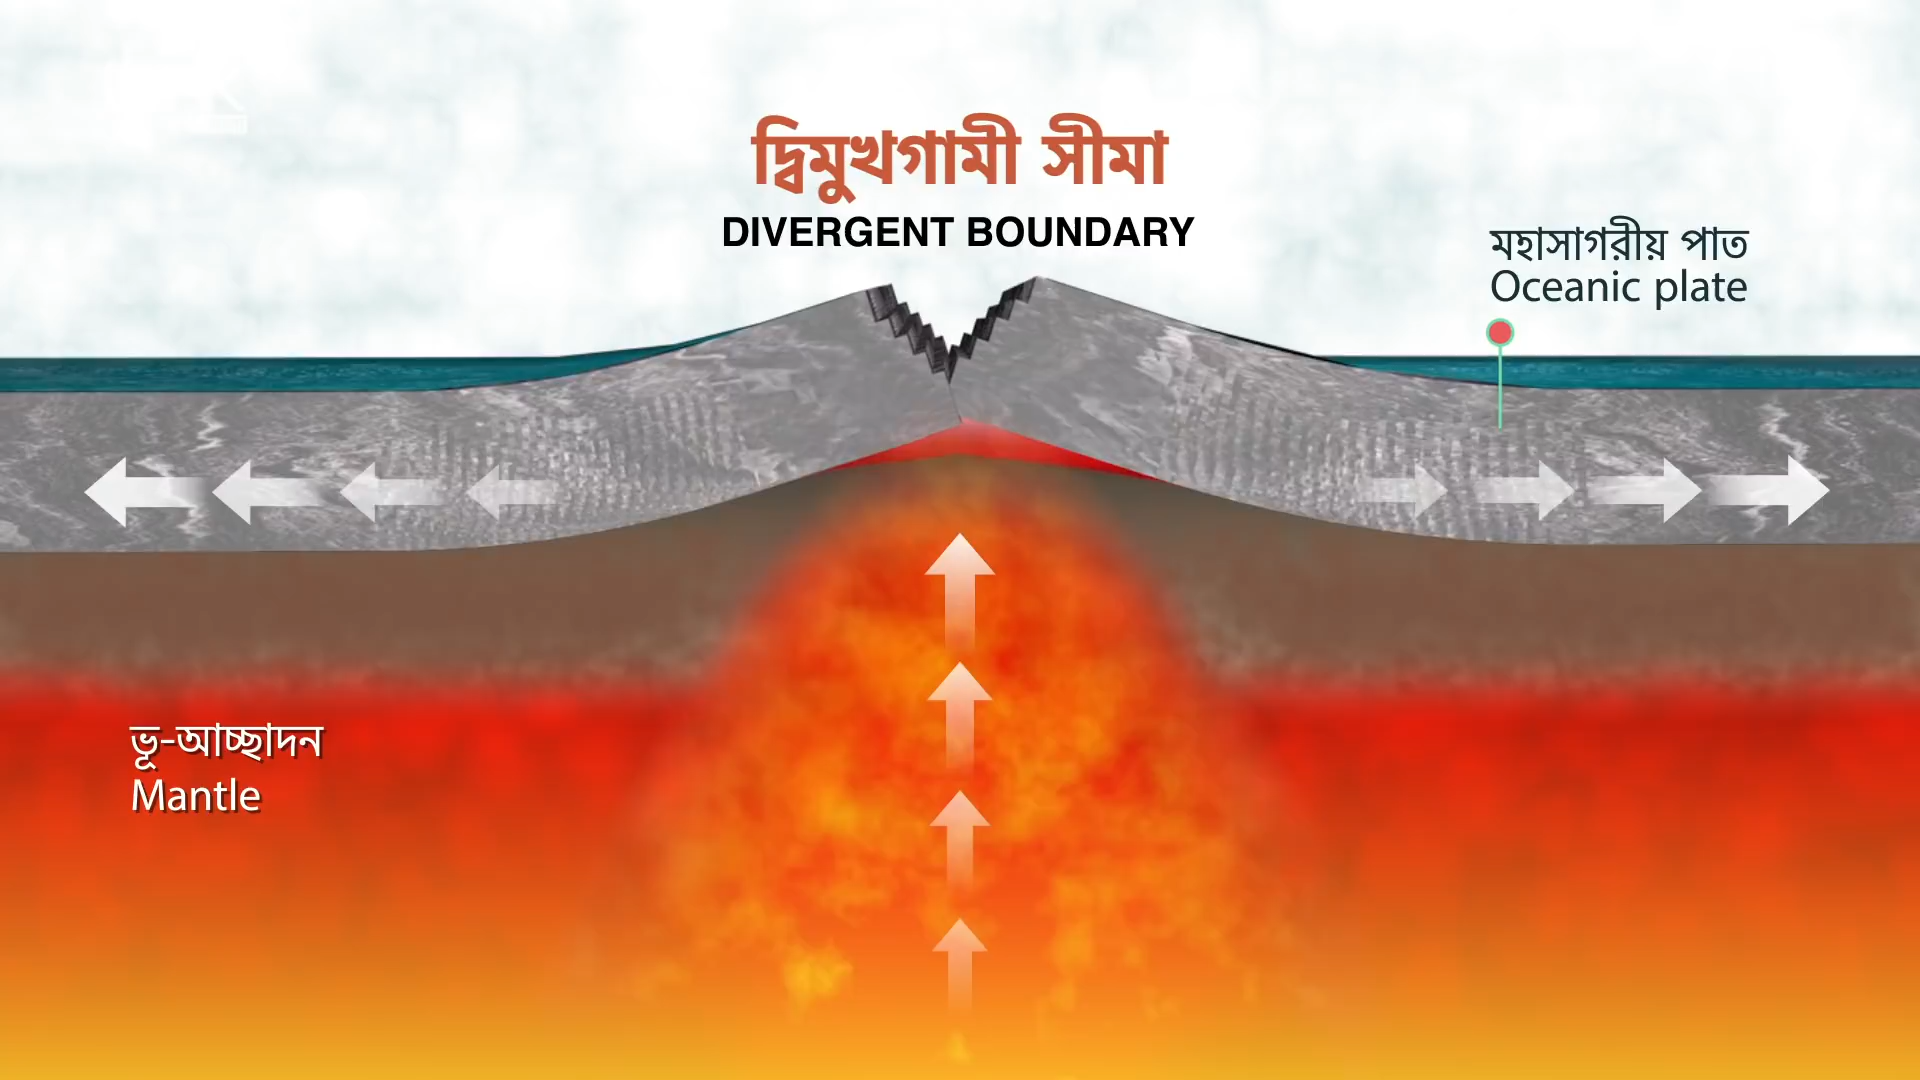 দ্বিমুখগামী সীমা
DIVERGENT BOUNDARY
মহাসাগরীয় পাত
Oceanic plate
ভূ-আচ্ছাদন
Mantle